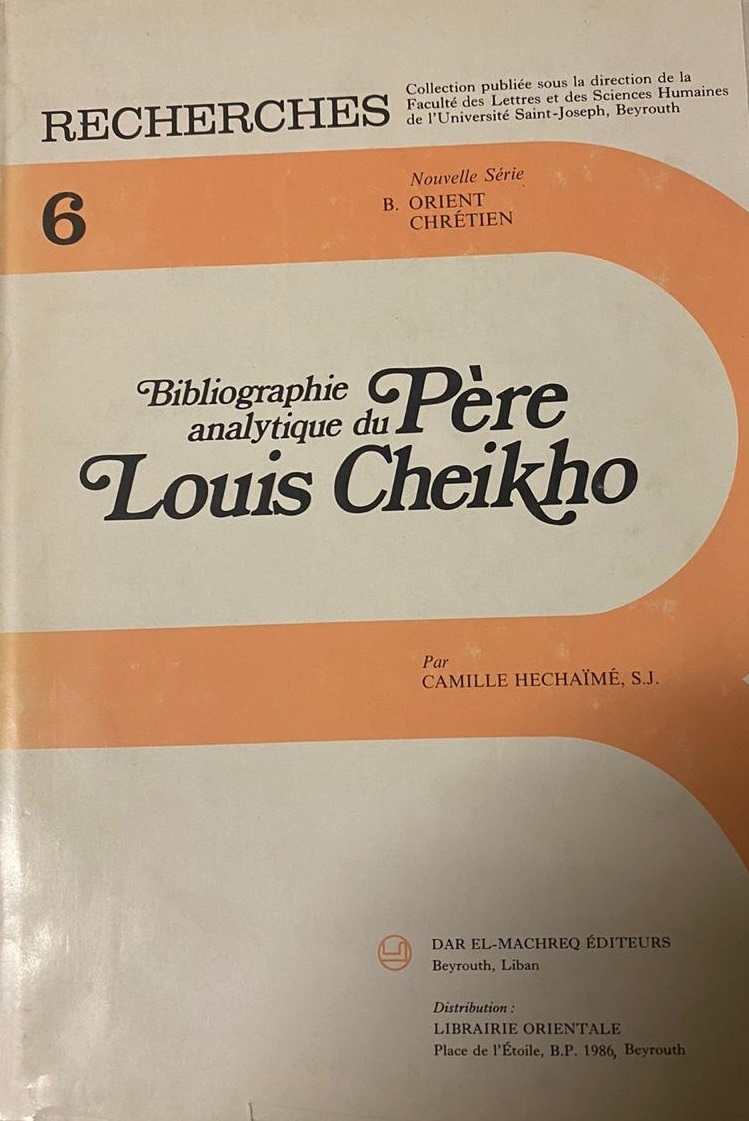 RECHERCHES
Collection publiée sous la direction de la
Faculté des Lettres et des Sciences Humaines
de l'Université Saint-Joseph, Beyrouth
6
Nouvelle Série
B. ORIENT
CHRÉTIEN
Bibliographie
analytique du Père
Louis Cheikho
Par
CAMILLE HECHAÏMÉ, S.J.
DAR EL-MACHREQ ÉDITEURS
Beyrouth, Liban
Distribution :
LIBRAIRIE ORIENTALE
Place de l'Étoile, B.P. 1986, Beyrouth